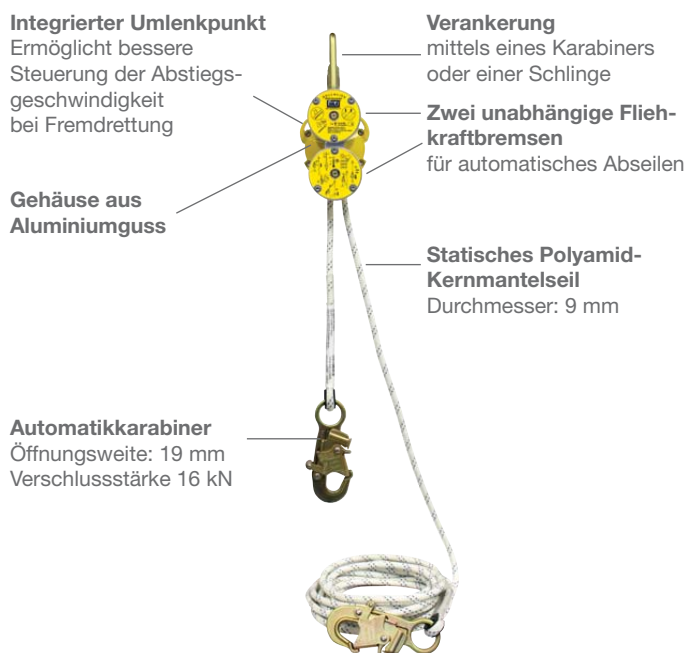 Integrierter Umlenkpunkt
Ermöglicht bessere
Steuerung der Abstiegs-
geschwindigkeit
bei Fremdrettung
Verankerung
mittels eines Karabiners
oder einer Schlinge
Zwei unabhängige Flieh-
kraftbremsen
für automatisches Abseilen
Gehäuse aus
Aluminiumguss
Statisches Polyamid-
Kernmantelseil
Durchmesser: 9 mm
Automatikkarabiner
Öffnungsweite: 19 mm
Verschlussstärke 16 kN